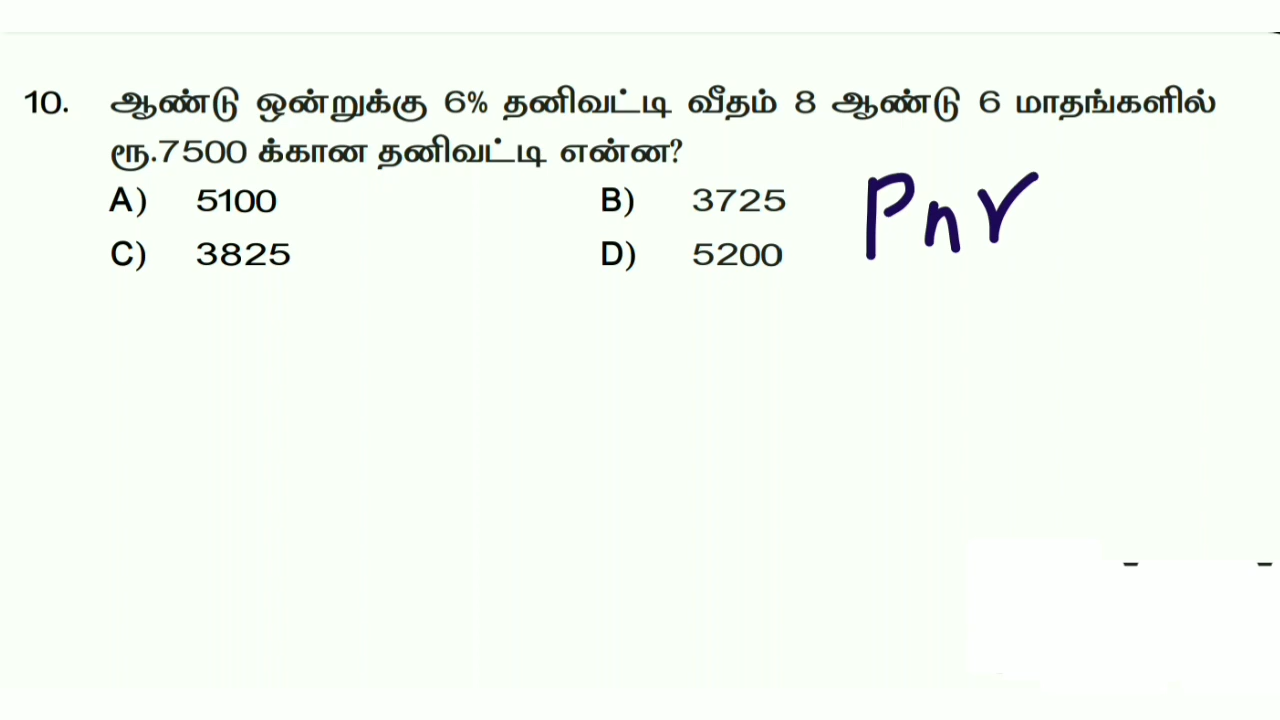 10. ஆண்டு ஒன்றுக்கு 6% தனிவட்டி வீதம் 8 ஆண்டு 6 மாதங்களில்
ரூ.7500 க்கான தனிவட்டி என்ன?
A) 5100 B) 3725
C) 3825 D) 5200
Pnr